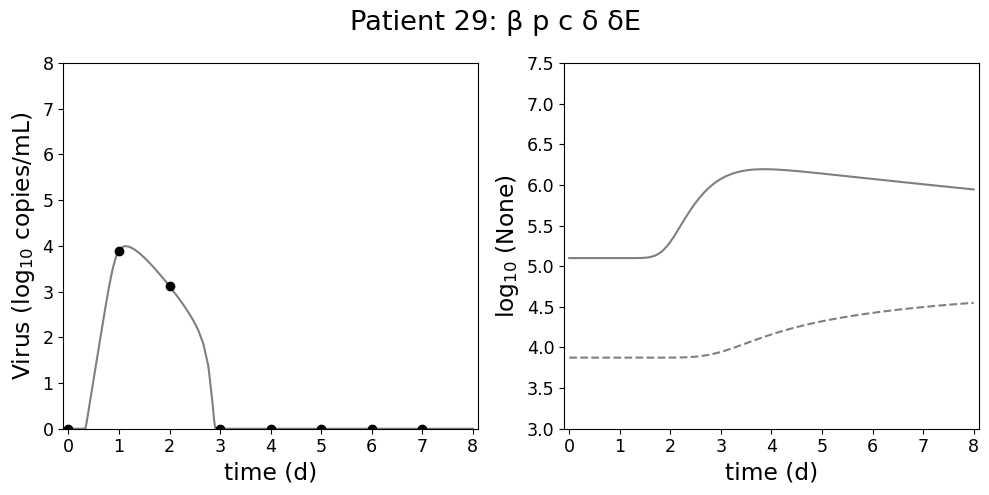 Patient 29: β p c δ δE
Virus (log₁₀ copies/mL)
8
7
6
5
4
3
2
1
0
0 1 2 3 4 5 6 7 8
time (d)
log₁₀ (None)
7.5
7.0
6.5
6.0
5.5
5.0
4.5
4.0
3.5
3.0
0 1 2 3 4 5 6 7 8
time (d)